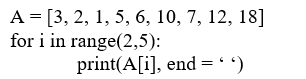 A = [3, 2, 1, 5, 6, 10, 7, 12, 18]
for i in range(2,5):
print(A[i], end = ‘ ‘)